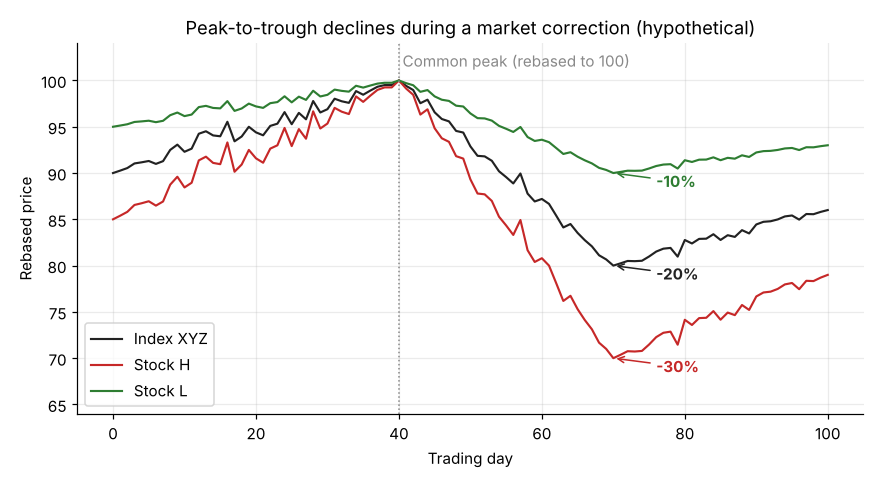 Peak-to-trough declines during a market correction (hypothetical)
Common peak (rebased to 100)
100
95
90
85
80
75
70
65
Rebased price
-10%
-20%
-30%
Index XYZ
Stock H
Stock L
0
20
40
60
80
100
Trading day